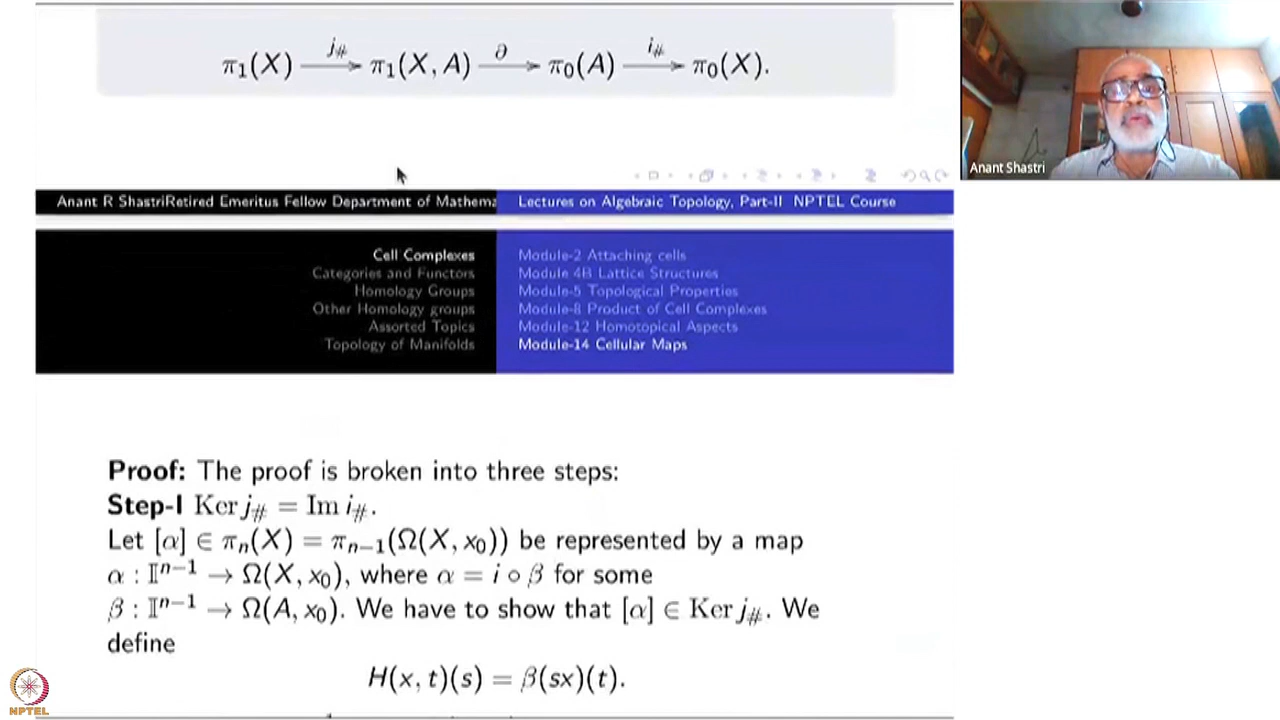 π₁(X) —j_#→ π₁(X, A) —∂→ π₀(A) —i_#→ π₀(X).
Anant Shastri
Anant R ShastriRetired Emeritus Fellow Department of Mathema
Lectures on Algebraic Topology, Part-II NPTEL Course
Cell Complexes
Categories and Functors
Homology Groups
Other Homology groups
Assorted Topics
Topology of Manifolds
Module-2 Attaching cells
Module 4B Lattice Structures
Module-5 Topological Properties
Module-8 Product of Cell Complexes
Module-12 Homotopical Aspects
Module-14 Cellular Maps
Proof: The proof is broken into three steps:
Step-I Ker j_# = Im i_#.
Let [α] ∈ πₙ(X) = πₙ₋₁(Ω(X, x₀)) be represented by a map
α : 𝕀ⁿ⁻¹ → Ω(X, x₀), where α = i ∘ β for some
β : 𝕀ⁿ⁻¹ → Ω(A, x₀). We have to show that [α] ∈ Ker j_#. We
define
H(x, t)(s) = β(sx)(t).
NPTEL